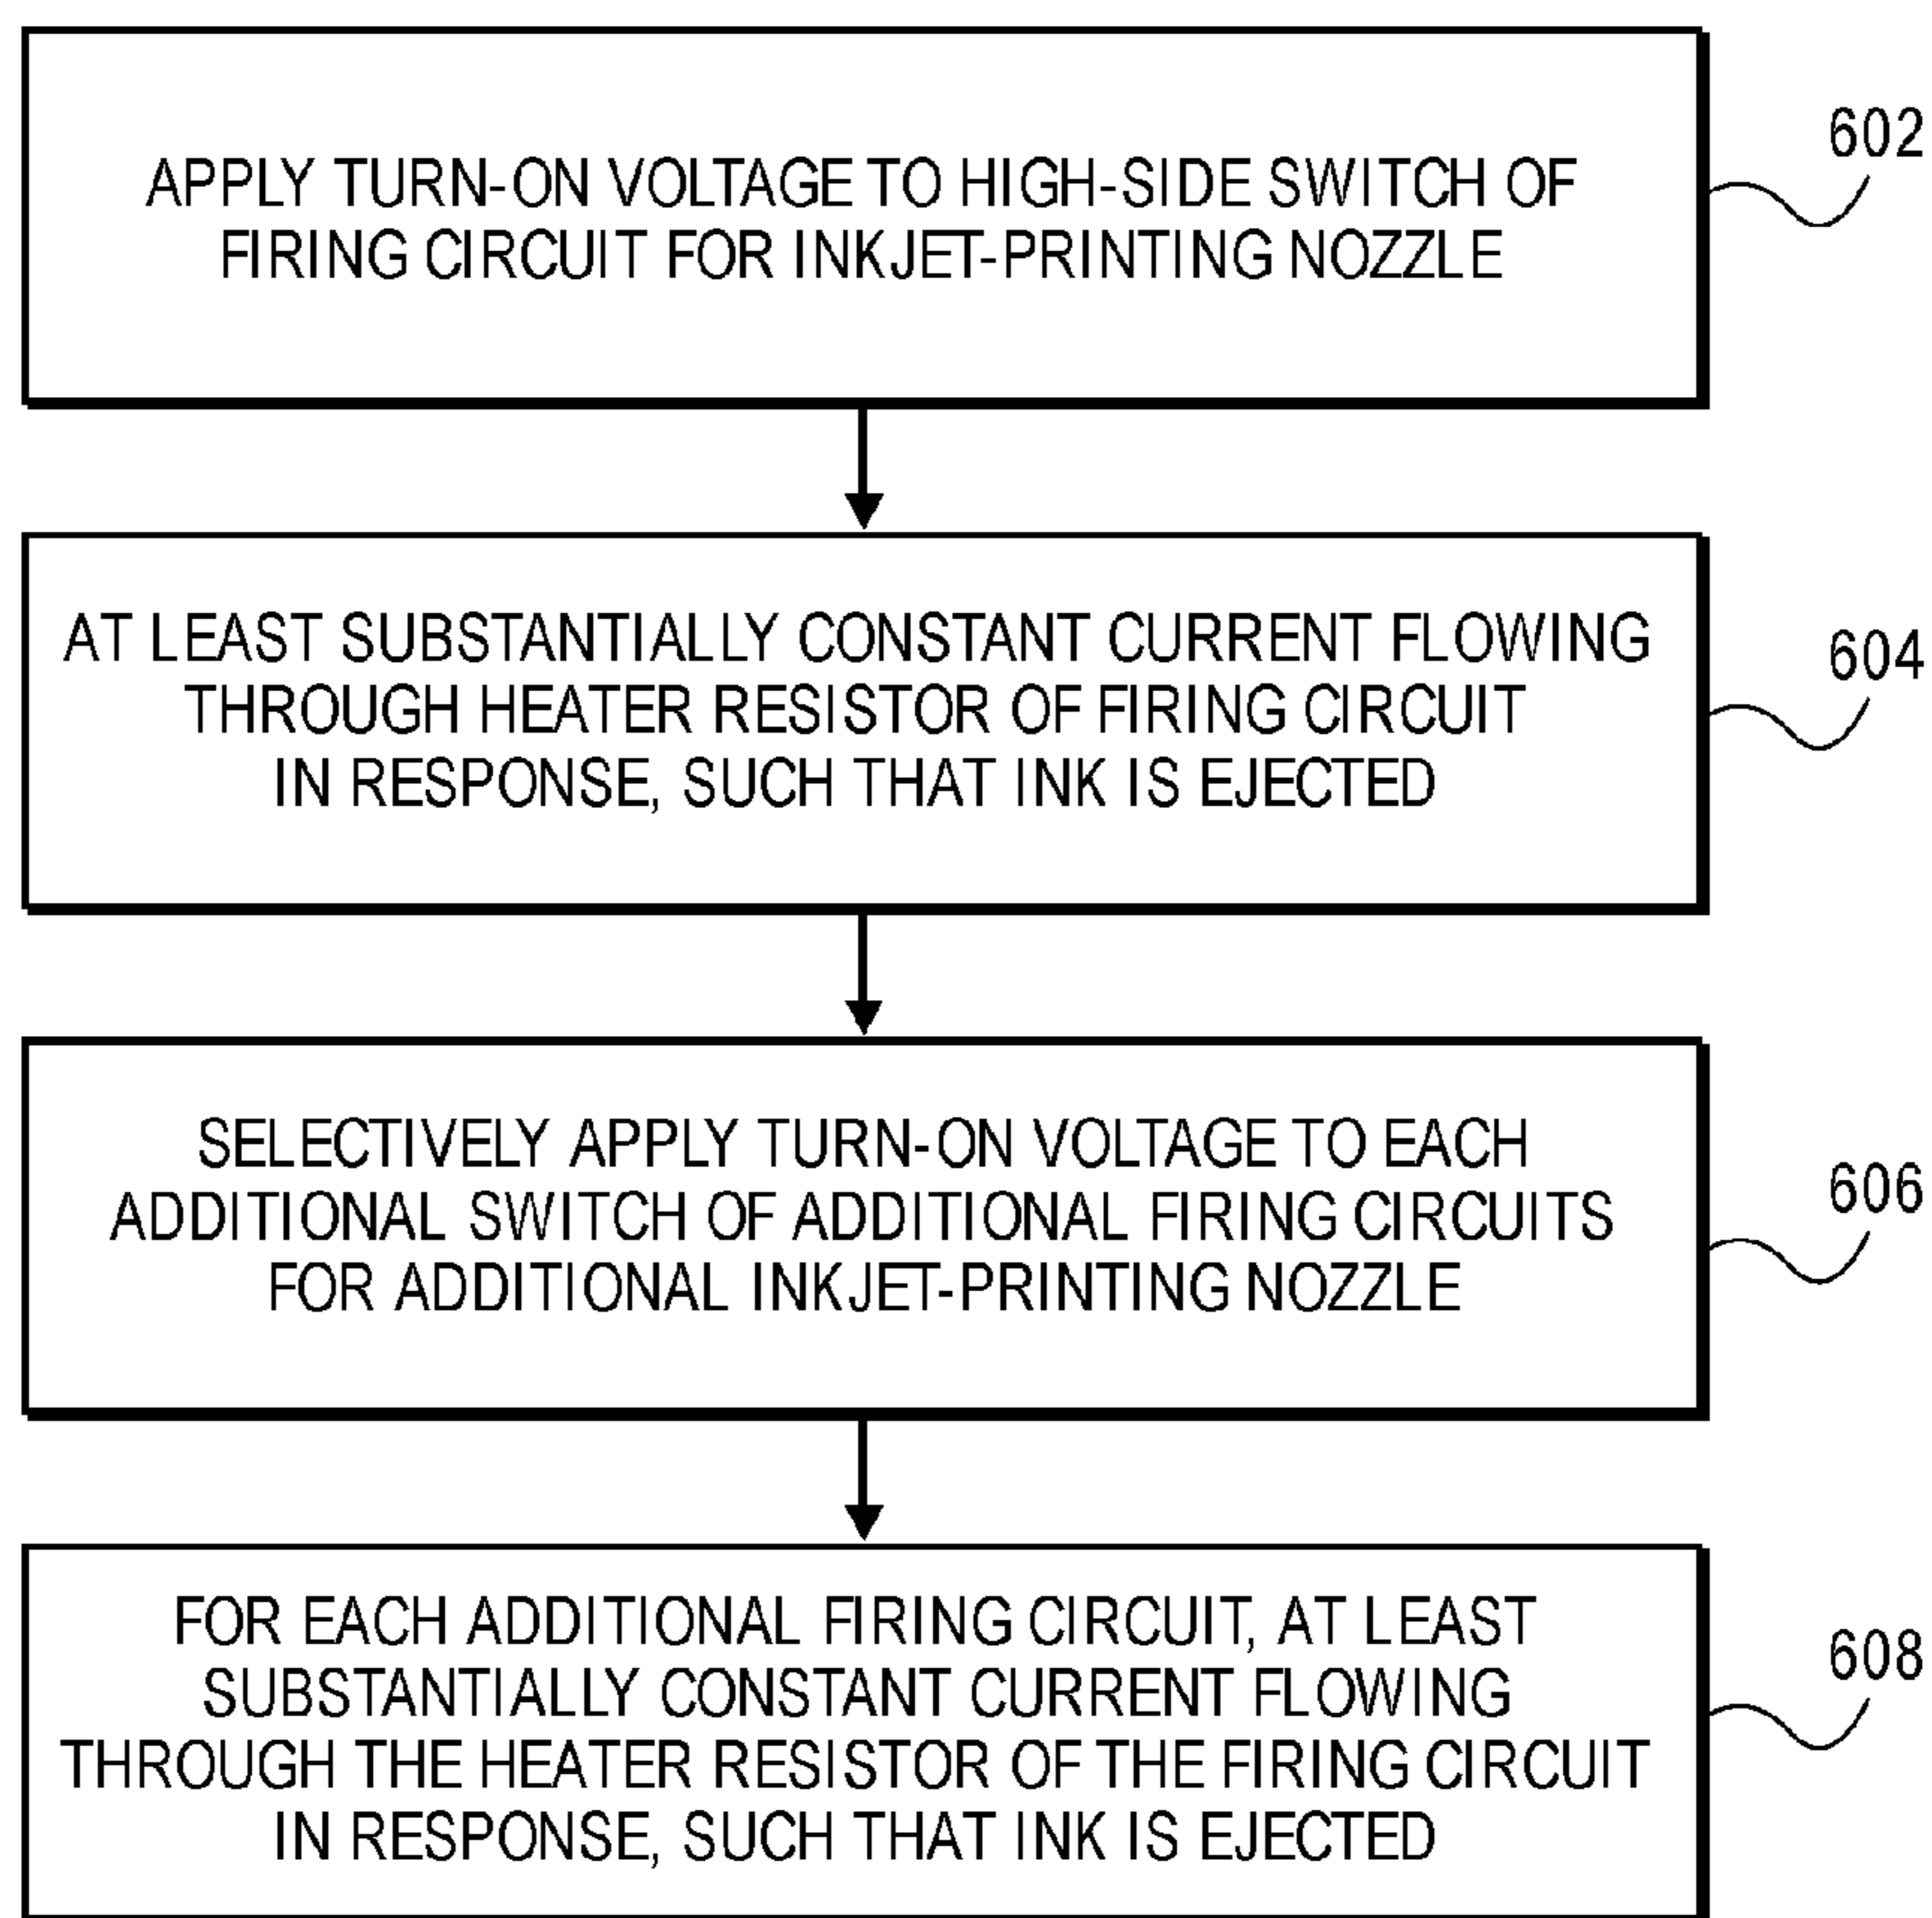 APPLY TURN-ON VOLTAGE TO HIGH-SIDE SWITCH OF
FIRING CIRCUIT FOR INKJET-PRINTING NOZZLE
602
AT LEAST SUBSTANTIALLY CONSTANT CURRENT FLOWING
THROUGH HEATER RESISTOR OF FIRING CIRCUIT
IN RESPONSE, SUCH THAT INK IS EJECTED
604
SELECTIVELY APPLY TURN-ON VOLTAGE TO EACH
ADDITIONAL SWITCH OF ADDITIONAL FIRING CIRCUITS
FOR ADDITIONAL INKJET-PRINTING NOZZLE
606
FOR EACH ADDITIONAL FIRING CIRCUIT, AT LEAST
SUBSTANTIALLY CONSTANT CURRENT FLOWING
THROUGH THE HEATER RESISTOR OF THE FIRING CIRCUIT
IN RESPONSE, SUCH THAT INK IS EJECTED
608